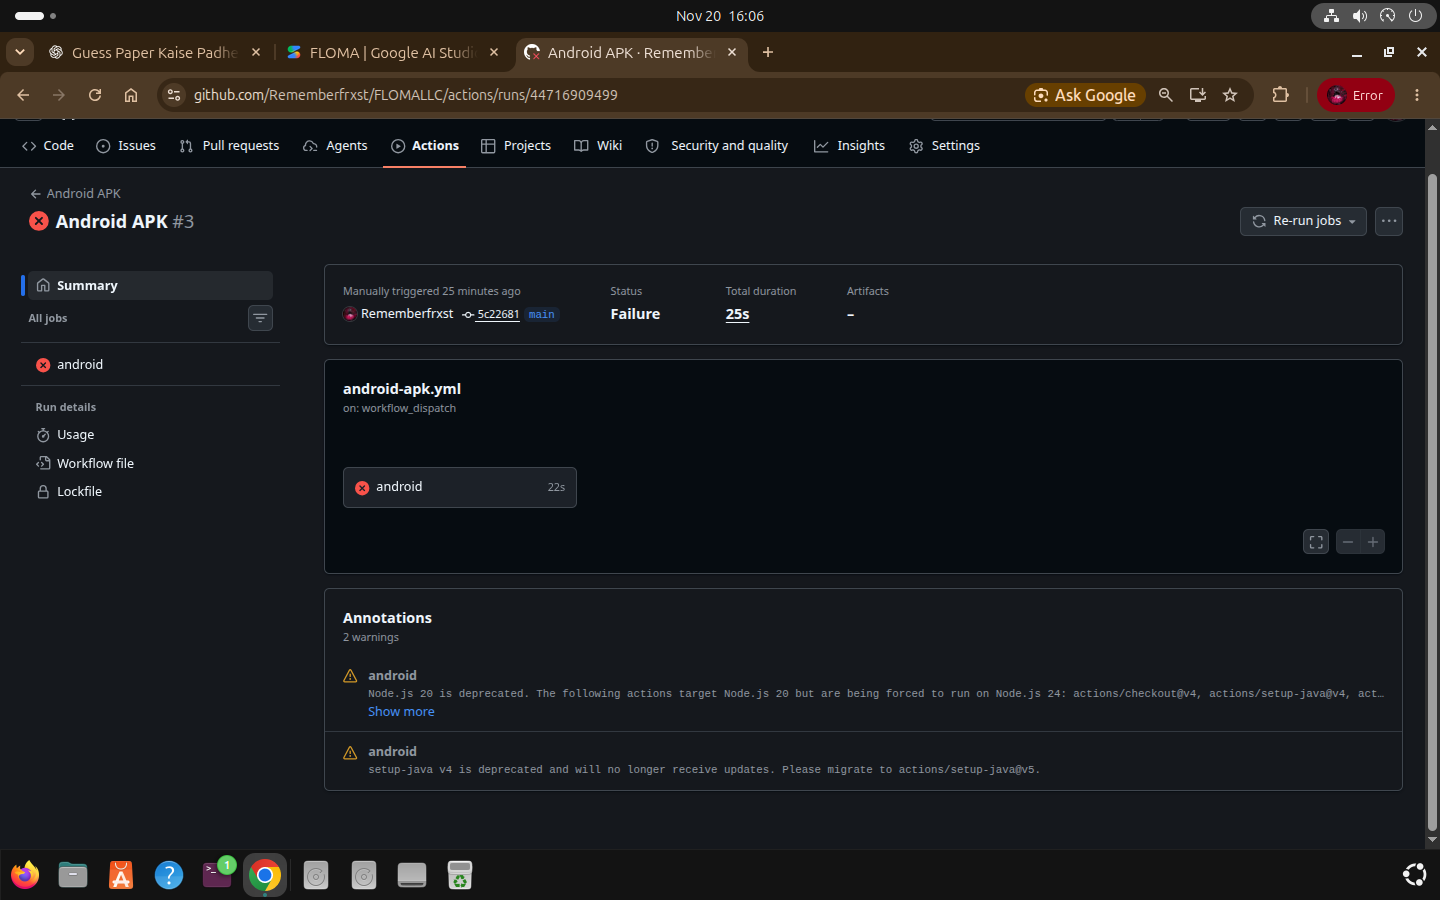 Nov 20 16:06
Guess Paper Kaise Padhe
FLOMA | Google AI Studi
Android APK · Remembe
github.com/Rememberfrxst/FLOMALLC/actions/runs/44716909499
Ask Google
Error
Code
Issues
Pull requests
Agents
Actions
Projects
Wiki
Security and quality
Insights
Settings
Android APK
Android APK #3
Re-run jobs
Summary
All jobs
android
Run details
Usage
Workflow file
Lockfile
Manually triggered 25 minutes ago
Rememberfrxst 5c22681 main
Status
Failure
Total duration
25s
Artifacts
–
android-apk.yml
on: workflow_dispatch
android 22s
Annotations
2 warnings
android
Node.js 20 is deprecated. The following actions target Node.js 20 but are being forced to run on Node.js 24: actions/checkout@v4, actions/setup-java@v4, act…
Show more
android
setup-java v4 is deprecated and will no longer receive updates. Please migrate to actions/setup-java@v5.
1